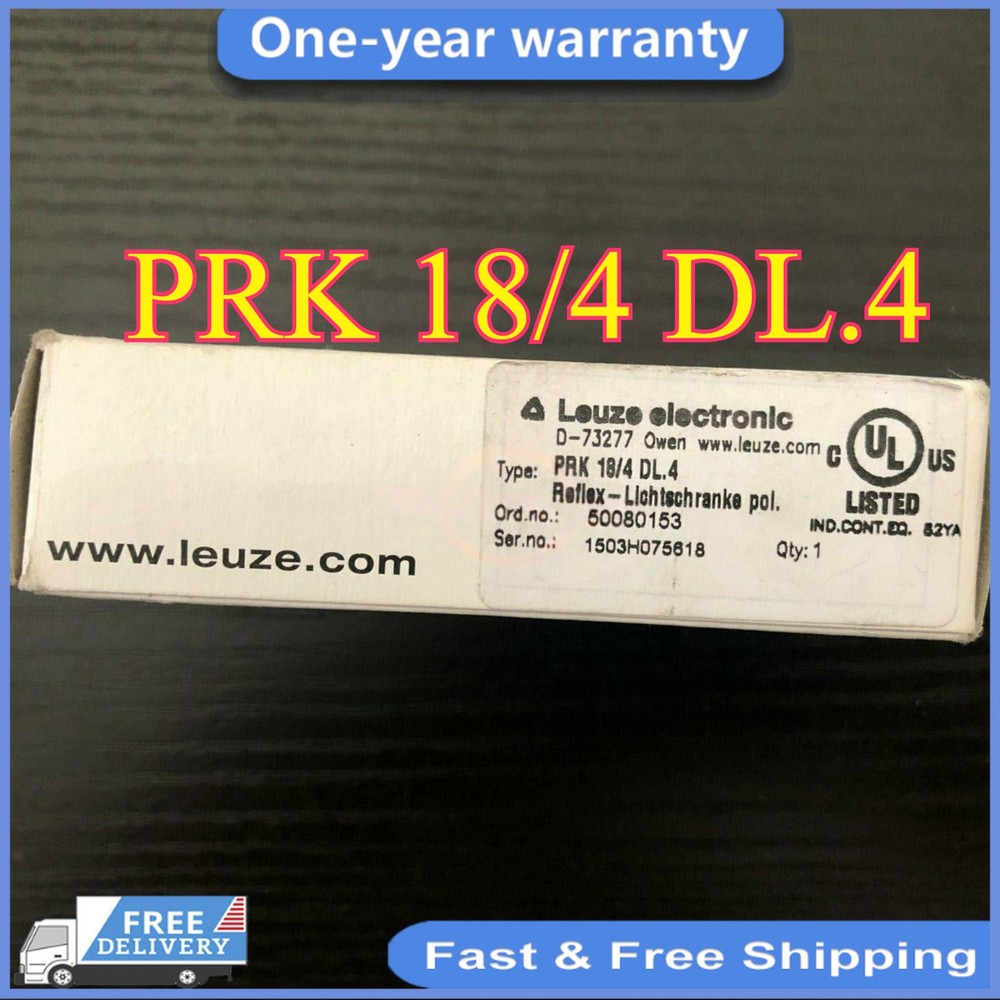 One-year warranty
PRK 18/4 DL.4
Leuze electronic
D-73277 Owen www.leuze.com
Type: PRK 18/4 DL.4
Reflex-Lichtschranke pol.
Ord.no.: 50080153
Ser.no.: 1503H075618 Qty: 1
C UL US
LISTED
IND.CONT.EQ. 52YA
www.leuze.com
FREE
DELIVERY
Fast & Free Shipping